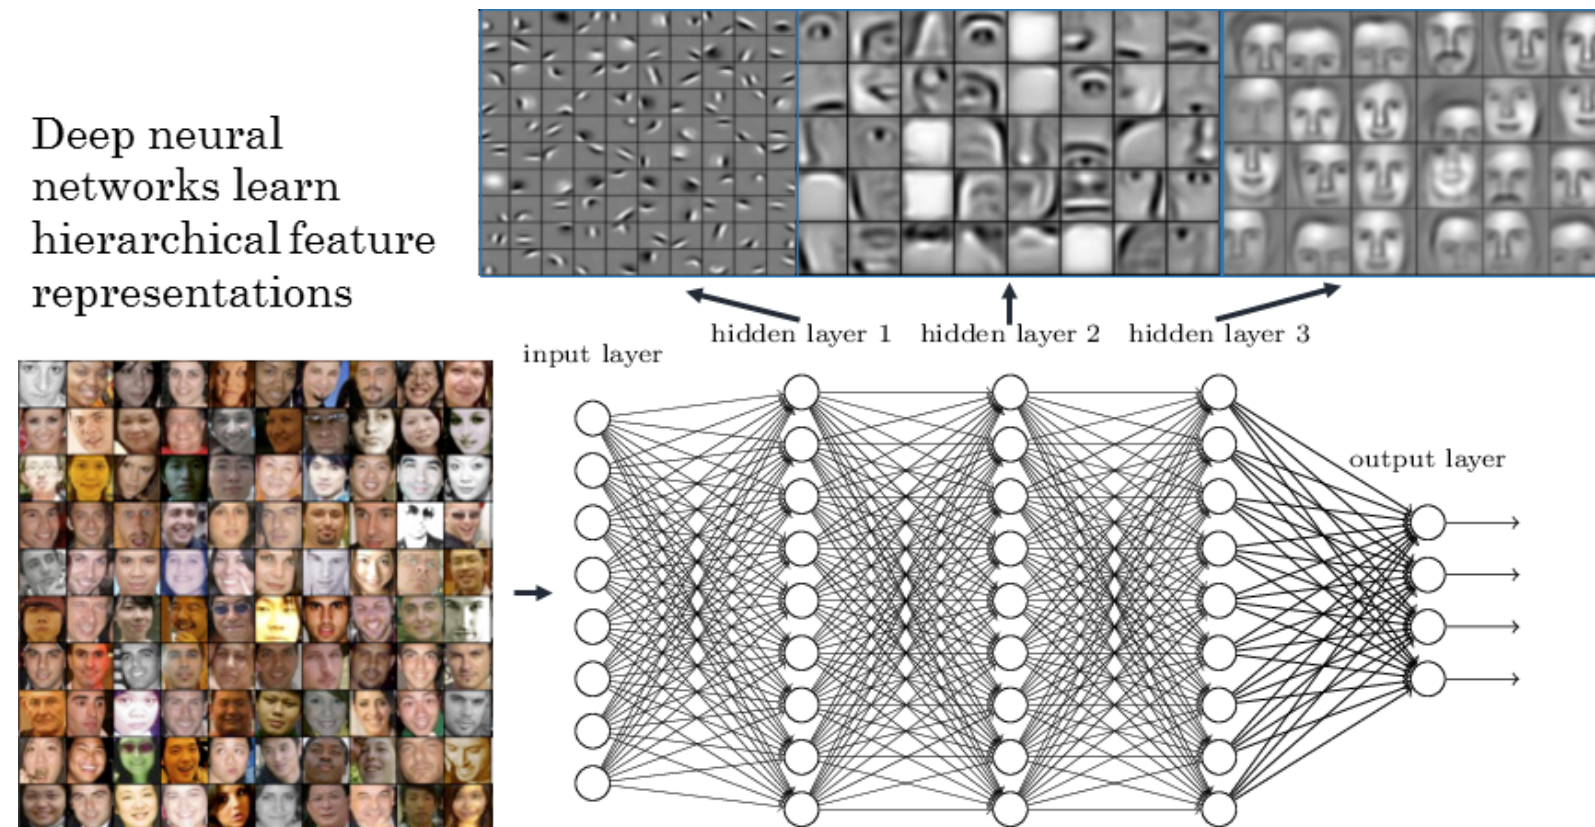 Deep neural
networks learn
hierarchical feature
representations
hidden layer 1
hidden layer 2
hidden layer 3
input layer
output layer